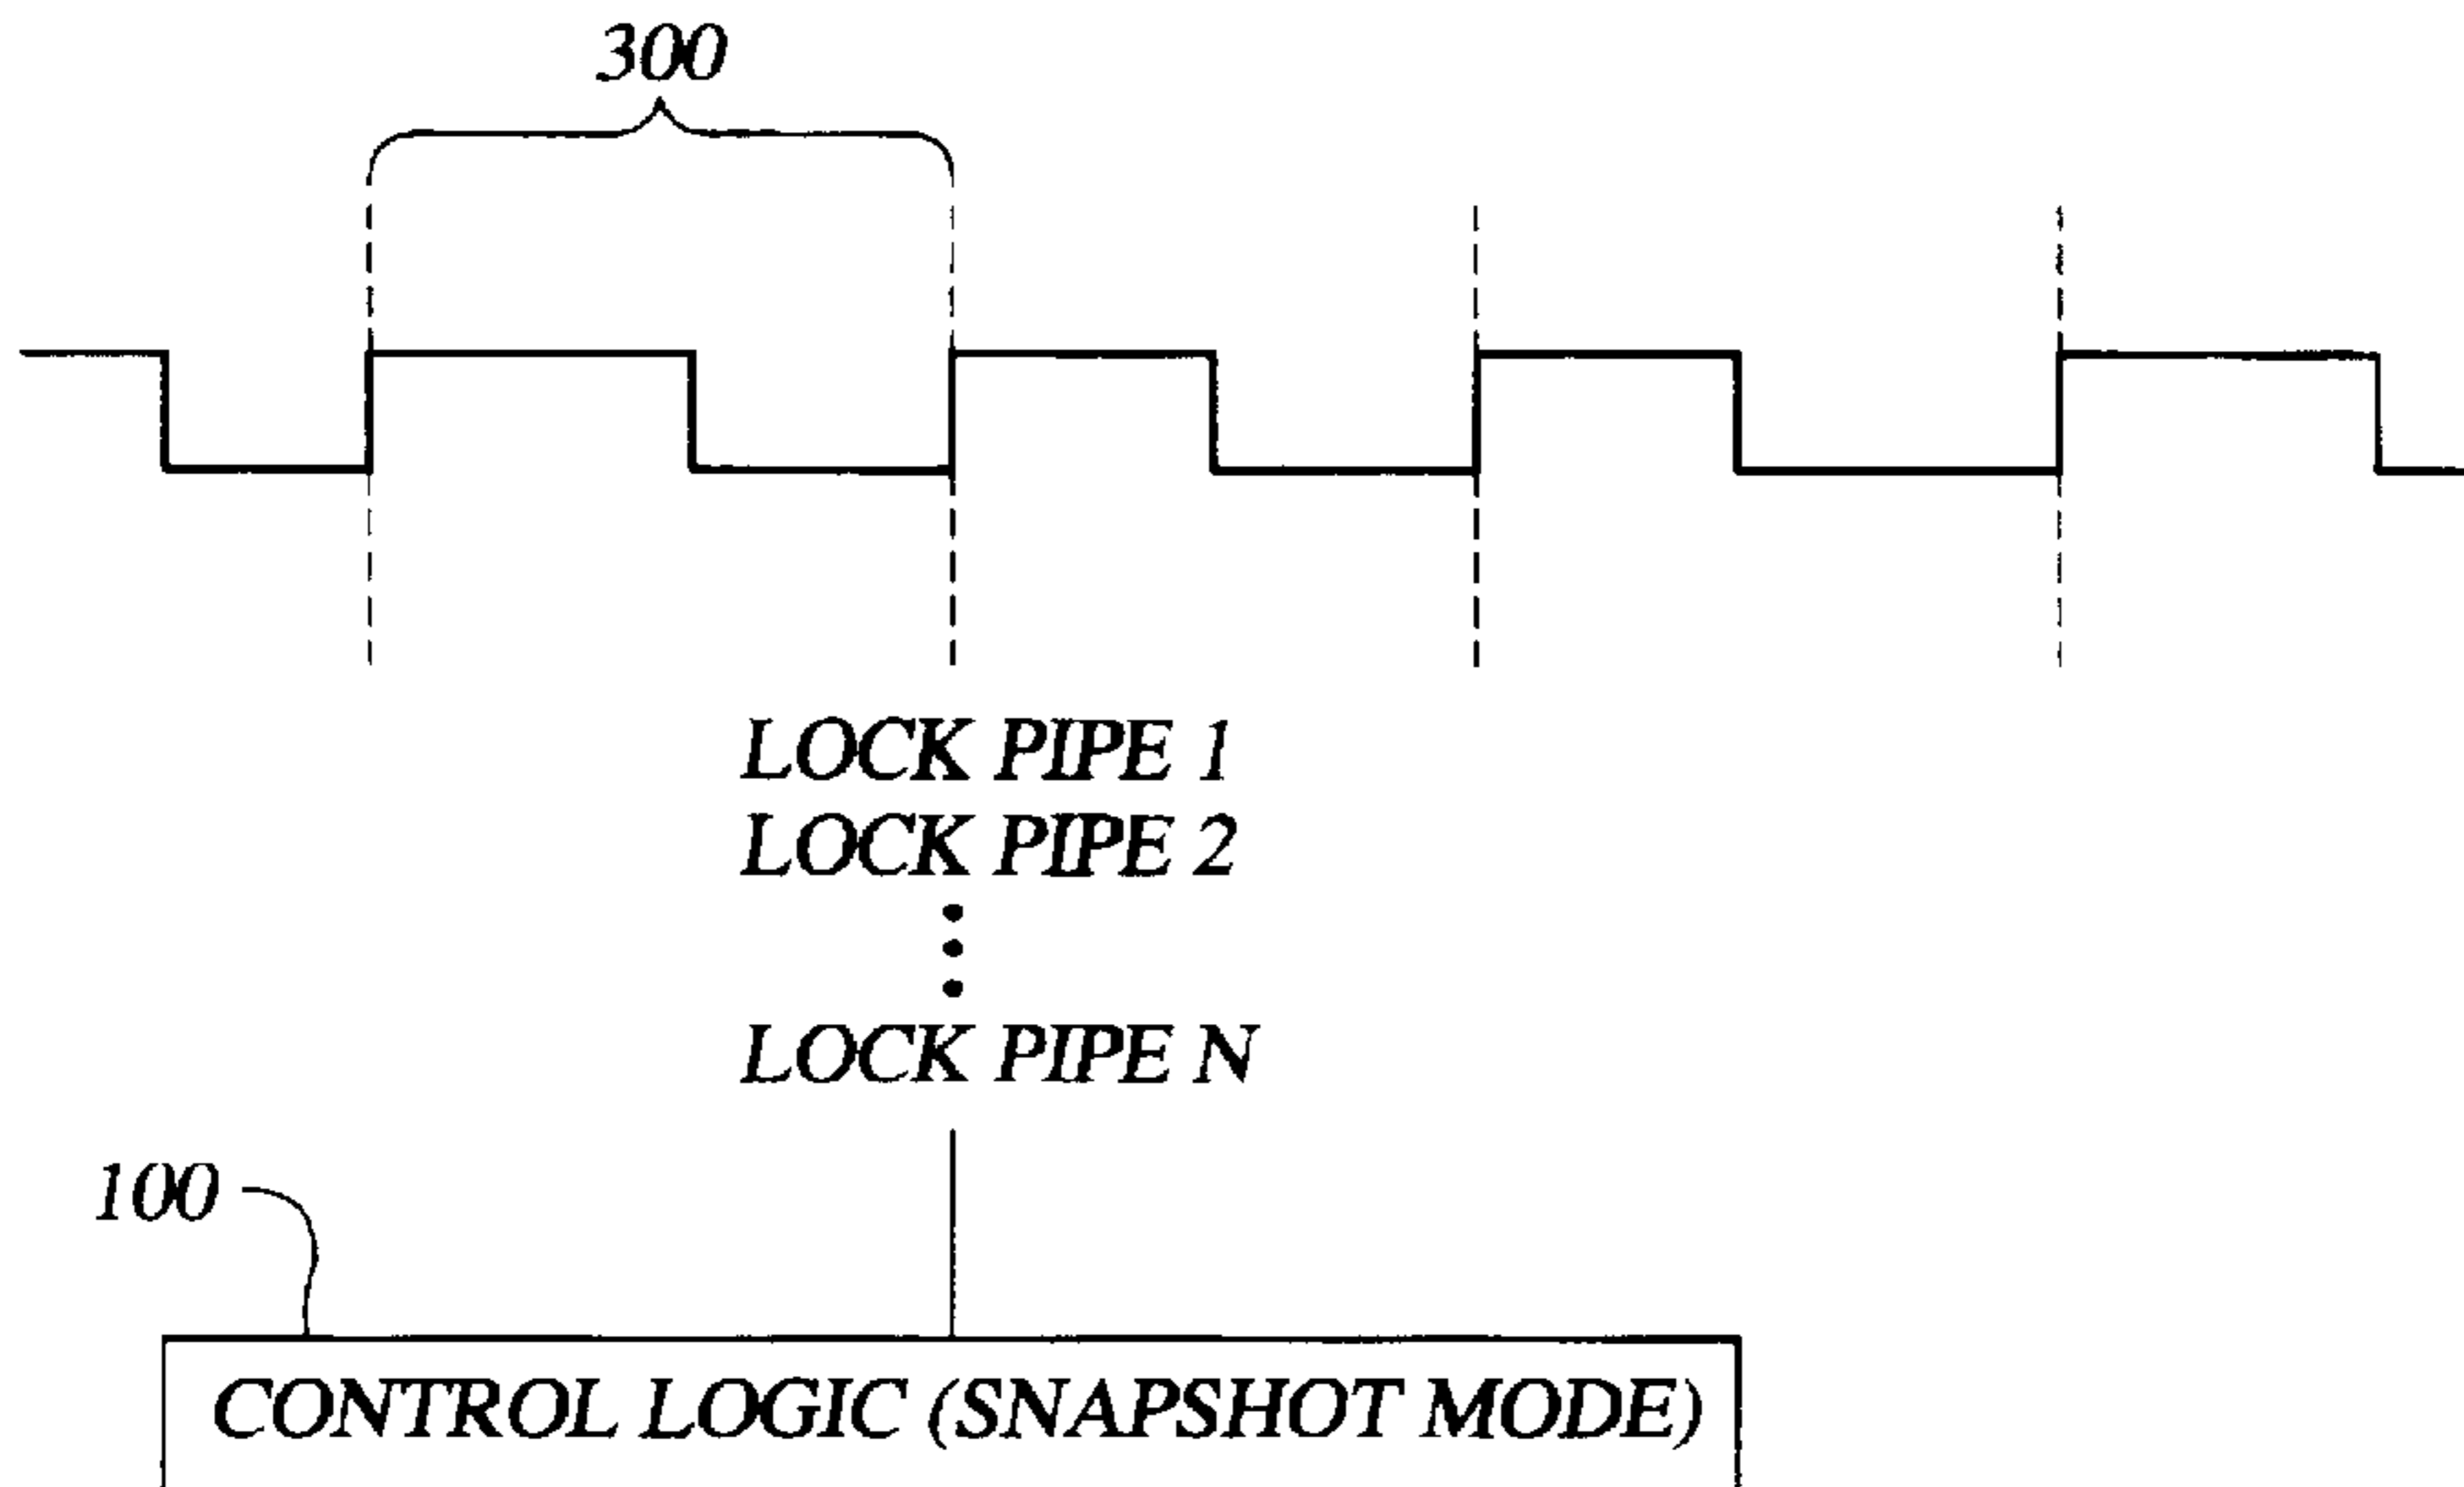 300
LOCK PIPE 1
LOCK PIPE 2
LOCK PIPE N
100
CONTROL LOGIC (SNAPSHOT MODE)